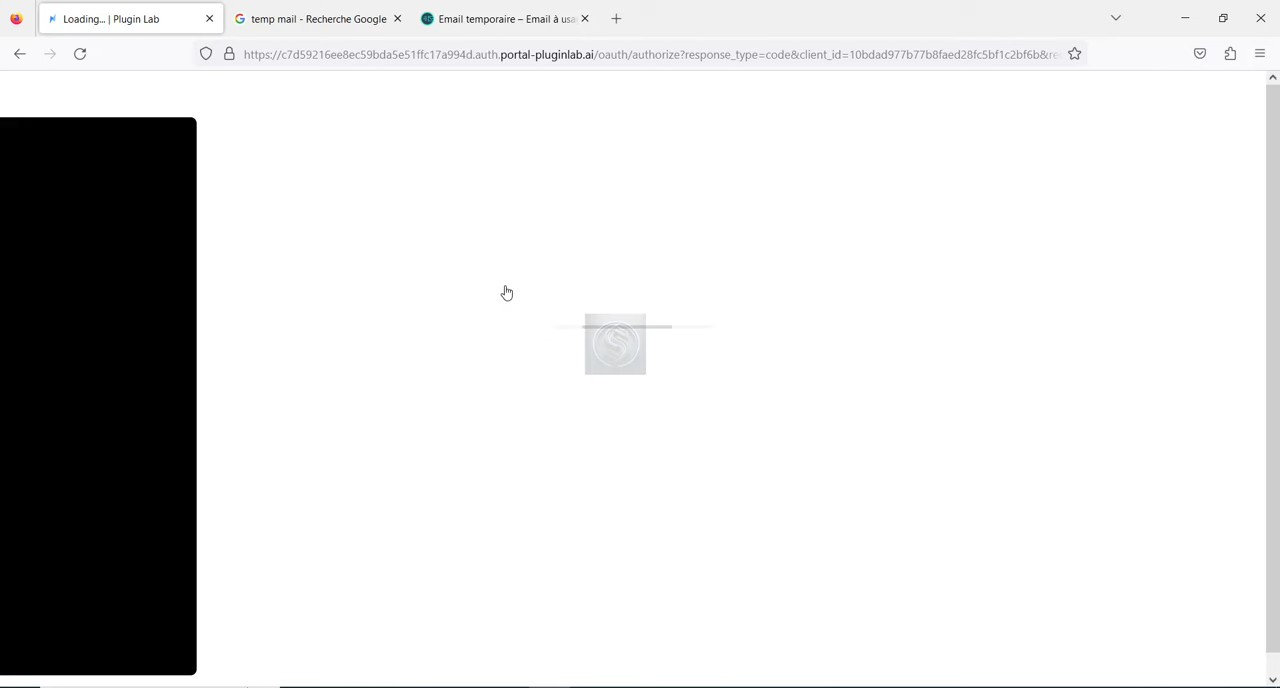 Loading... | Plugin Lab
temp mail - Recherche Google
Email temporaire – Email à usa
https://c7d59216ee8ec59bda5e51ffc17a994d.auth.portal-pluginlab.ai/oauth/authorize?response_type=code&client_id=10bdad977b77b8faed28fc5bf1c2bf6b&re